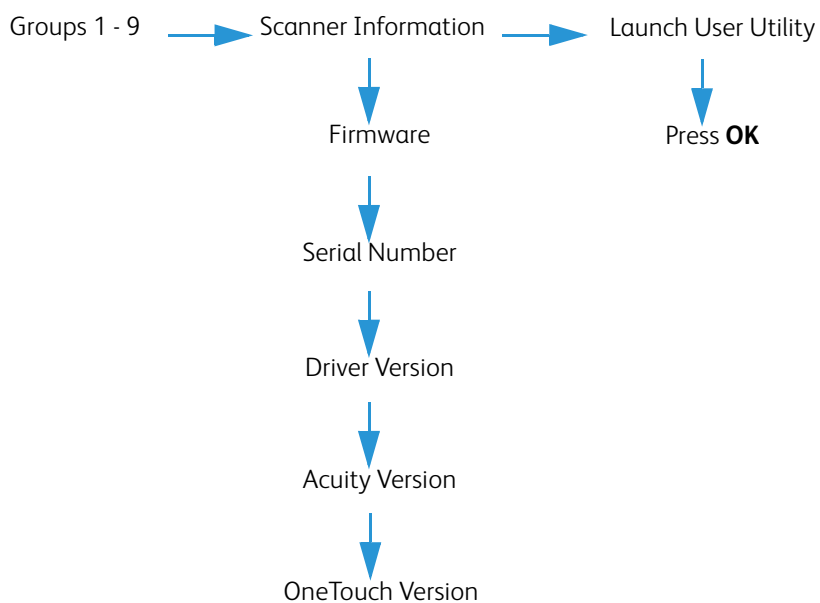 Groups 1 - 9
Scanner Information
Launch User Utility
Firmware
Press OK
Serial Number
Driver Version
Acuity Version
OneTouch Version